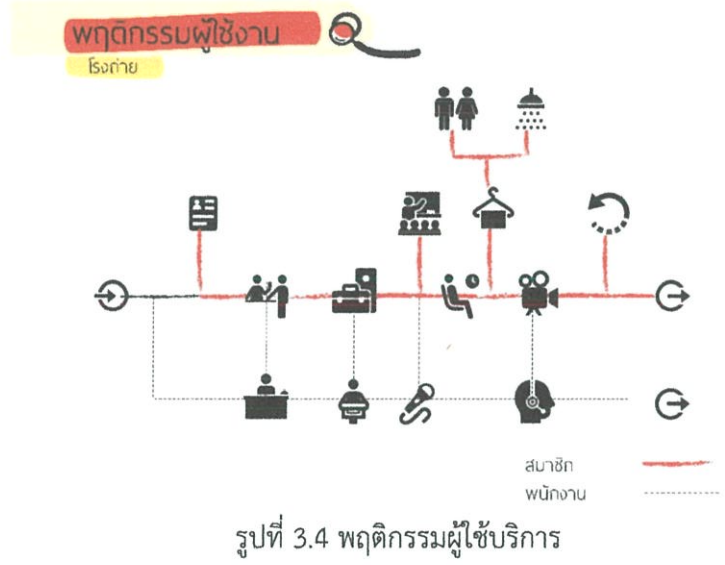 พฤติกรรมผู้ใช้งาน
โรงถ่าย
สมาชิก
พนักงาน
รูปที่ 3.4 พฤติกรรมผู้ใช้บริการ